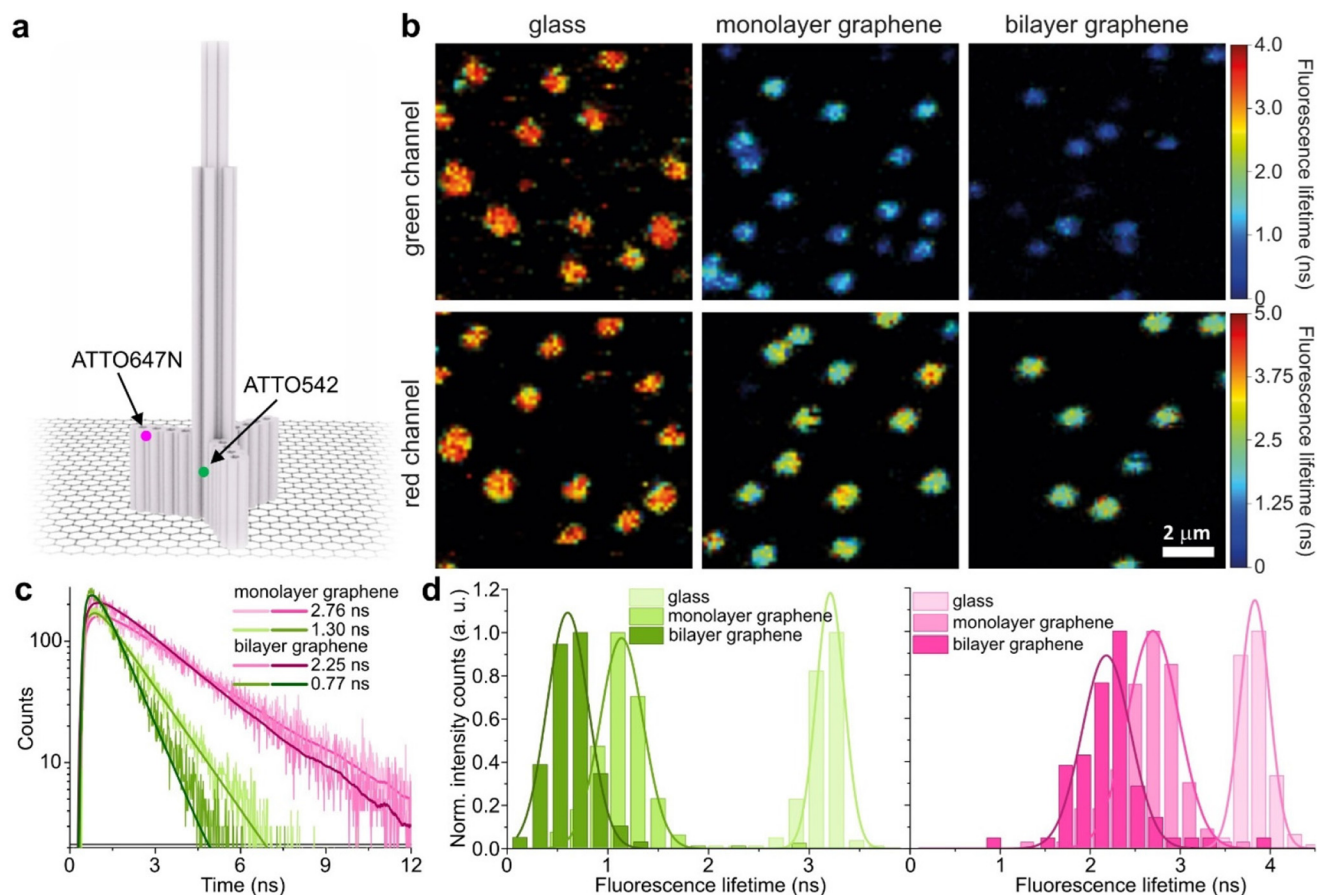 a
ATTO647N
ATTO542
b
glass
monolayer graphene
bilayer graphene
green channel
red channel
4.0
3.0
2.0
1.0
0
Fluorescence lifetime (ns)
5.0
3.75
2.5
1.25
0
Fluorescence lifetime (ns)
2 μm
c
monolayer graphene
2.76 ns
1.30 ns
bilayer graphene
2.25 ns
0.77 ns
Counts
100
10
0
3
6
9
12
Time (ns)
d
Norm. intensity counts (a. u.)
1.2
1.0
0.8
0.6
0.4
0.2
0.0
glass
monolayer graphene
bilayer graphene
0
1
2
3
Fluorescence lifetime (ns)
glass
monolayer graphene
bilayer graphene
1
2
3
4
Fluorescence lifetime (ns)